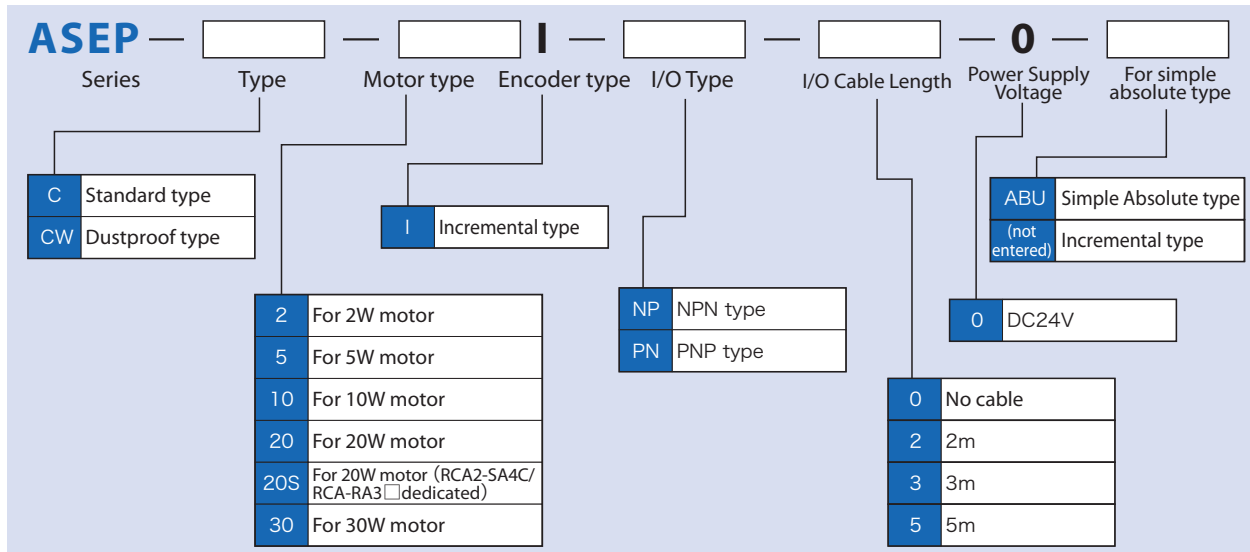 ASEP — — I — — — 0 —
Series Type Motor type Encoder type I/O Type I/O Cable Length Power Supply Voltage For simple absolute type
C Standard type
CW Dustproof type
I Incremental type
ABU Simple Absolute type
(not entered) Incremental type
2 For 2W motor
5 For 5W motor
10 For 10W motor
20 For 20W motor
20S For 20W motor (RCA2-SA4C/
RCA-RA3□dedicated)
30 For 30W motor
NP NPN type
PN PNP type
0 DC24V
0 No cable
2 2m
3 3m
5 5m